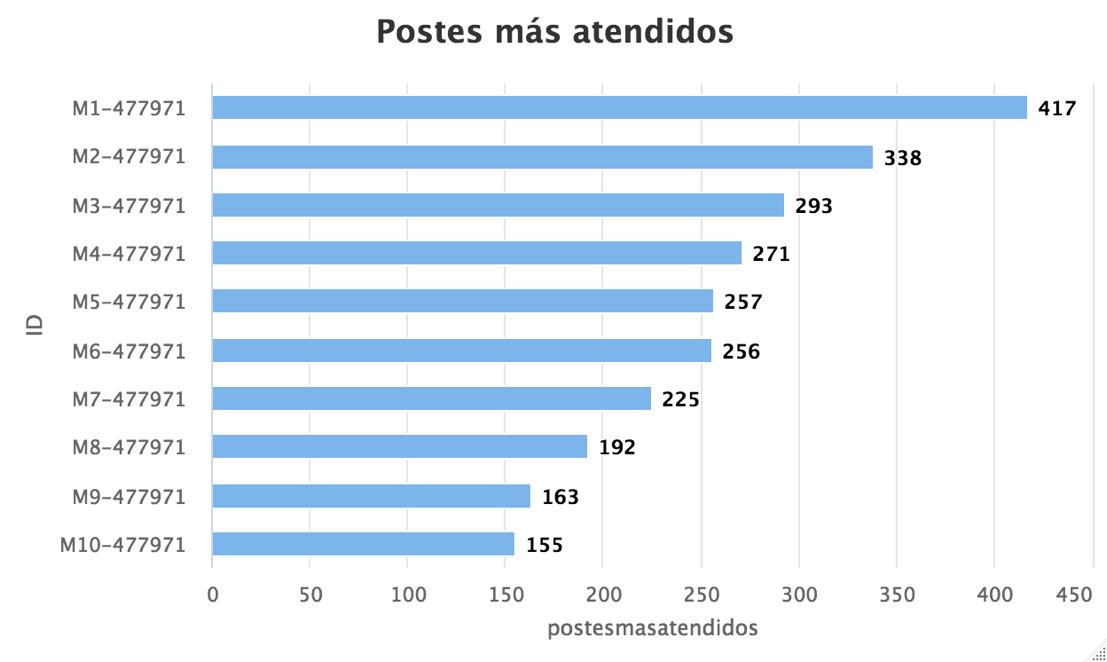 Postes más atendidos
ID
M1-477971 417
M2-477971 338
M3-477971 293
M4-477971 271
M5-477971 257
M6-477971 256
M7-477971 225
M8-477971 192
M9-477971 163
M10-477971 155
0 50 100 150 200 250 300 350 400 450
postesmasatendidos